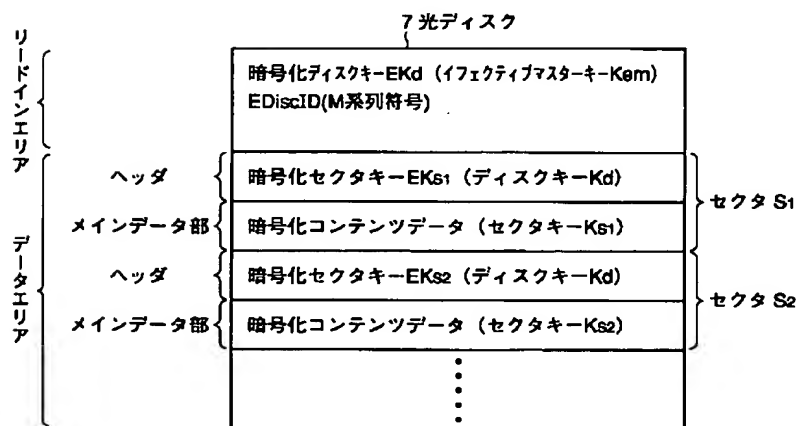 7 光ディスク
リードインエリア
暗号化ディスクキーEKd (イフェクティブマスターキーKem)
EDiscID(M系列符号)
データエリア
ヘッダ
暗号化セクタキーEKs1 (ディスクキーKd)
セクタ S1
メインデータ部
暗号化コンテンツデータ (セクタキーKs1)
ヘッダ
暗号化セクタキーEKs2 (ディスクキーKd)
セクタ S2
メインデータ部
暗号化コンテンツデータ (セクタキーKs2)